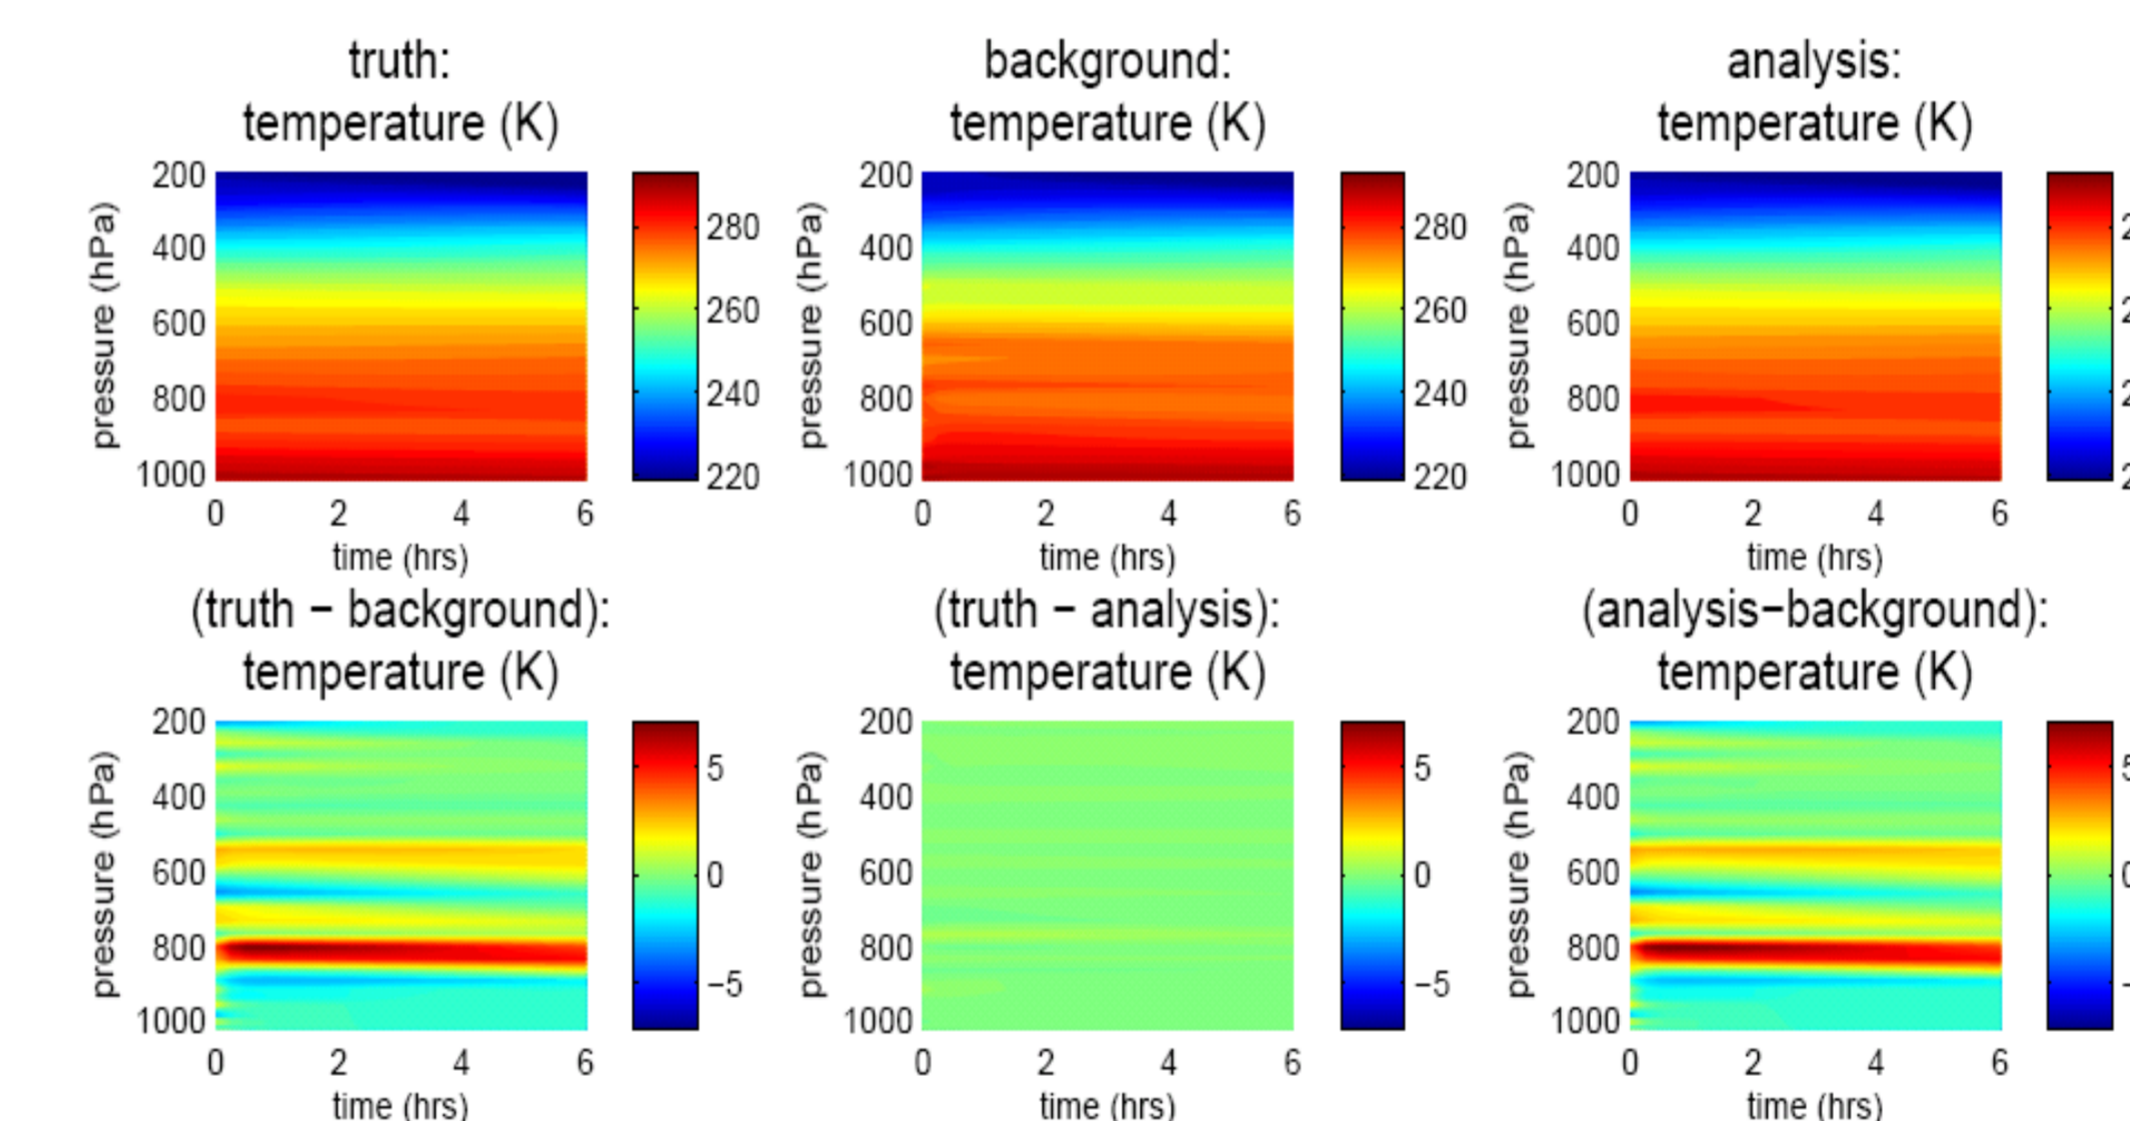 truth:
temperature (K)
background:
temperature (K)
analysis:
temperature (K)
pressure (hPa)
200
400
600
800
1000
0 2 4 6
time (hrs)
280
260
240
220
pressure (hPa)
200
400
600
800
1000
0 2 4 6
time (hrs)
280
260
240
220
pressure (hPa)
200
400
600
800
1000
0 2 4 6
time (hrs)
(truth − background):
temperature (K)
(truth − analysis):
temperature (K)
(analysis−background):
temperature (K)
pressure (hPa)
200
400
600
800
1000
0 2 4 6
time (hrs)
5
0
−5
pressure (hPa)
200
400
600
800
1000
0 2 4 6
time (hrs)
5
0
−5
pressure (hPa)
200
400
600
800
1000
0 2 4 6
time (hrs)